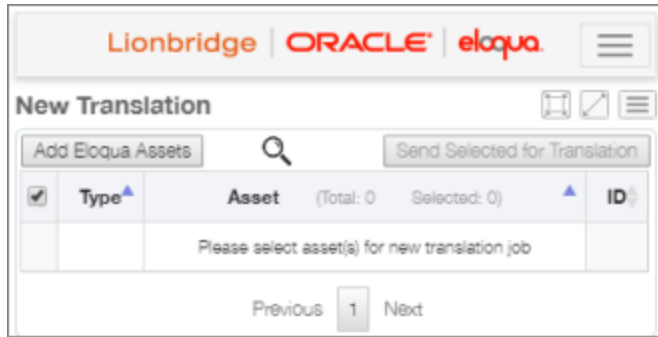 Lionbridge ORACLE eloqua.
New Translation
Add Eloqua Assets Send Selected for Translation
Type Asset (Total: 0 Selected: 0) ID
Please select asset(s) for new translation job
Previous 1 Next